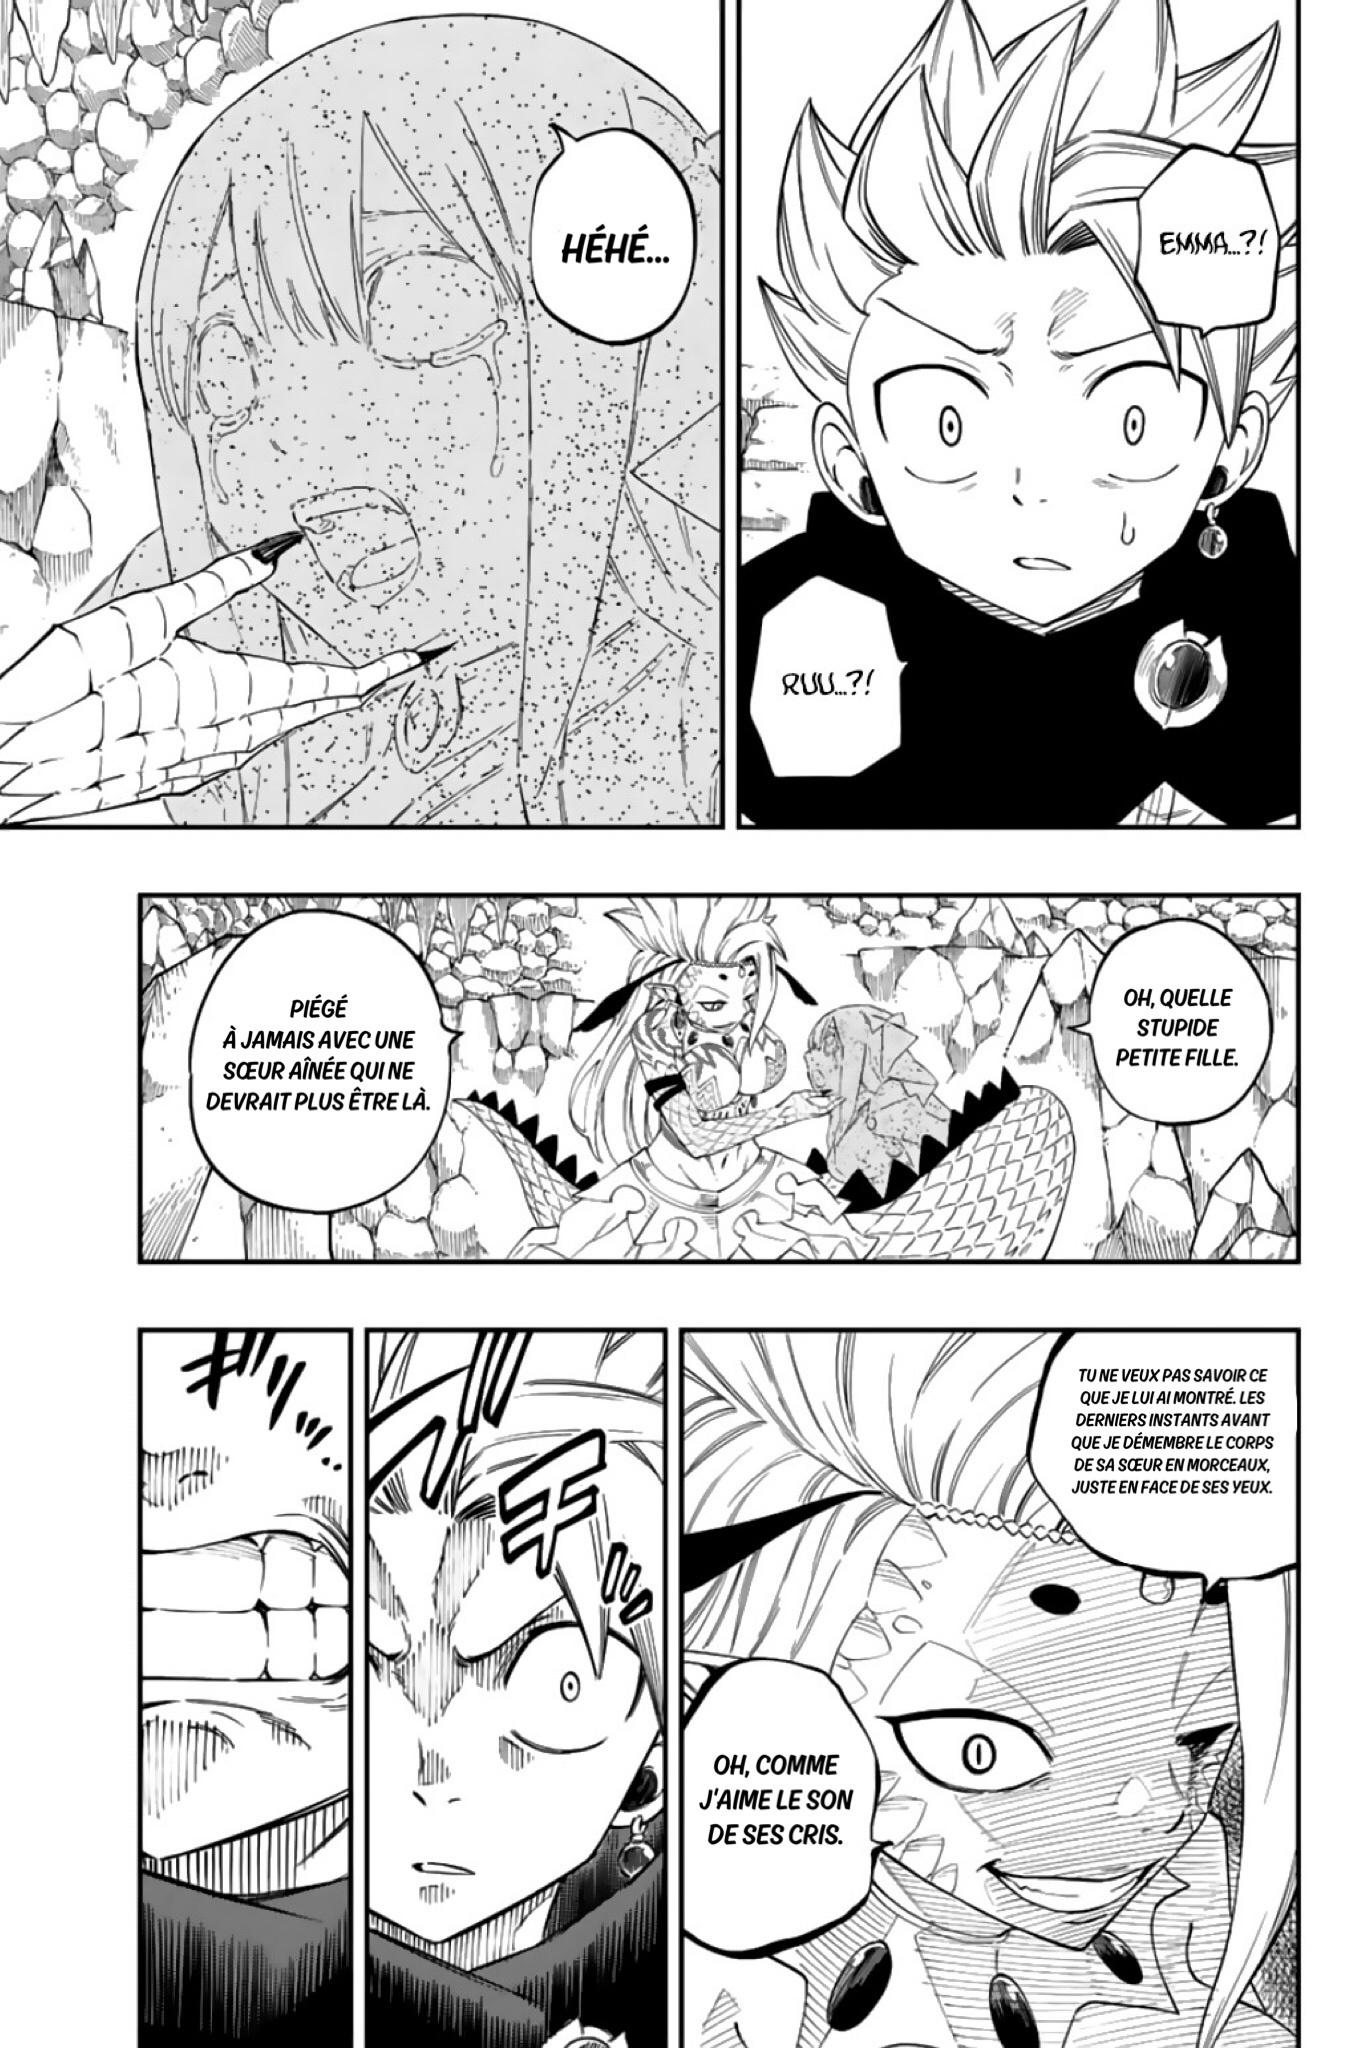 EMMA...?!
RUU...?!
HÉHÉ...
OH, QUELLE
STUPIDE
PETITE FILLE.
PIÉGÉ
À JAMAIS AVEC UNE
SŒUR AÎNÉE QUI NE
DEVRAIT PLUS ÊTRE LÀ.
TU NE VEUX PAS SAVOIR CE
QUE JE LUI AI MONTRÉ. LES
DERNIERS INSTANTS AVANT
QUE JE DÉMEMBRE LE CORPS
DE SA SŒUR EN MORCEAUX,
JUSTE EN FACE DE SES YEUX.
OH, COMME
J'AIME LE SON
DE SES CRIS.